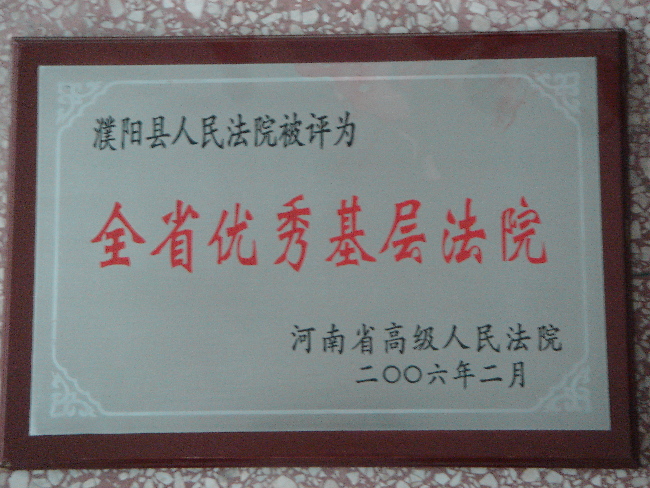 濮阳县人民法院被评为
全省优秀基层法院
河南省高级人民法院
二〇〇六年二月